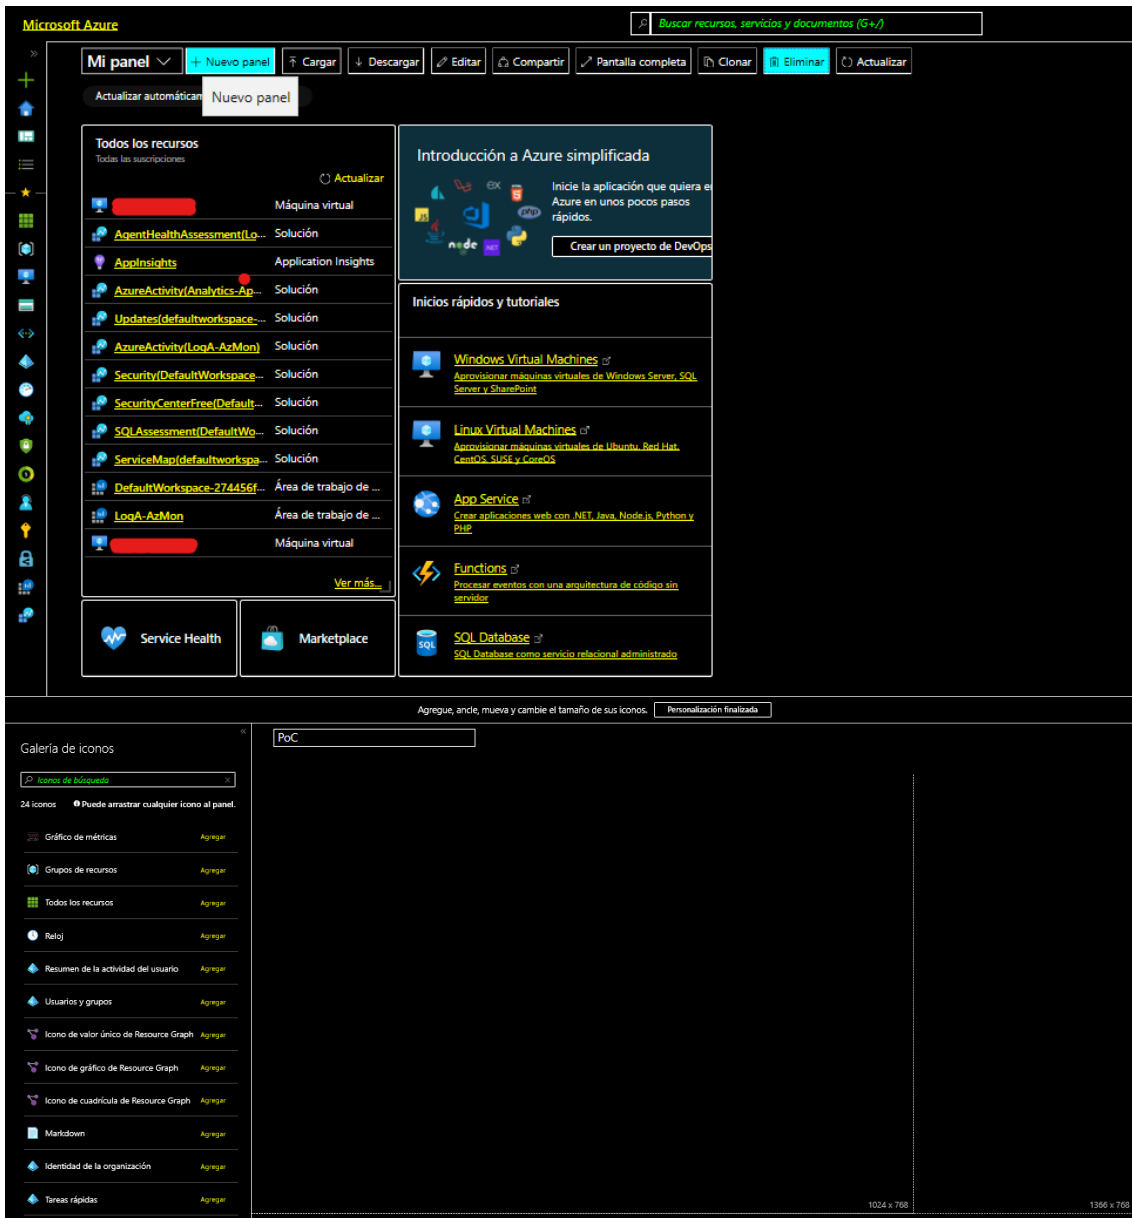 Microsoft Azure
Buscar recursos, servicios y documentos (G+/)
Mi panel
Nuevo panel
Cargar
Descargar
Editar
Compartir
Pantalla completa
Clonar
Eliminar
Actualizar
Actualizar automáticam
Nuevo panel
Todos los recursos
Todas las suscripciones
Actualizar
Máquina virtual
AgentHealthAssessment(Lo... Solución
AppInsights Application Insights
AzureActivity(Analytics-Ap... Solución
Updates(defaultworkspace-... Solución
AzureActivity(LogA-AzMon) Solución
Security(DefaultWorkspace... Solución
SecurityCenterFree(Default... Solución
SQLAssessment(DefaultWo... Solución
ServiceMap(defaultworkspa... Solución
DefaultWorkspace-274456f... Área de trabajo de ...
LogA-AzMon Área de trabajo de ...
Máquina virtual
Ver más...
Service Health
Marketplace
Introducción a Azure simplificada
JS
ex
5
php
node
.NET
Inicie la aplicación que quiera e
Azure en unos pocos pasos
rápidos.
Crear un proyecto de DevOps
Inicios rápidos y tutoriales
Windows Virtual Machines
Aprovisionar máquinas virtuales de Windows Server, SQL
Server y SharePoint
Linux Virtual Machines
Aprovisionar máquinas virtuales de Ubuntu, Red Hat,
CentOS, SUSE y CoreOS
App Service
Crear aplicaciones web con .NET, Java, Node.js, Python y
PHP
Functions
Procesar eventos con una arquitectura de código sin
servidor
SQL
SQL Database
SQL Database como servicio relacional administrado
Agregue, ancle, mueva y cambie el tamaño de sus iconos.
Personalización finalizada
Galería de iconos
Iconos de búsqueda
24 iconos
Puede arrastrar cualquier icono al panel.
Gráfico de métricas Agregar
Grupos de recursos Agregar
Todos los recursos Agregar
Reloj Agregar
Resumen de la actividad del usuario Agregar
Usuarios y grupos Agregar
Icono de valor único de Resource Graph Agregar
Icono de gráfico de Resource Graph Agregar
Icono de cuadrícula de Resource Graph Agregar
Markdown Agregar
Identidad de la organización Agregar
Tareas rápidas Agregar
PoC
1024 x 768
1366 x 768